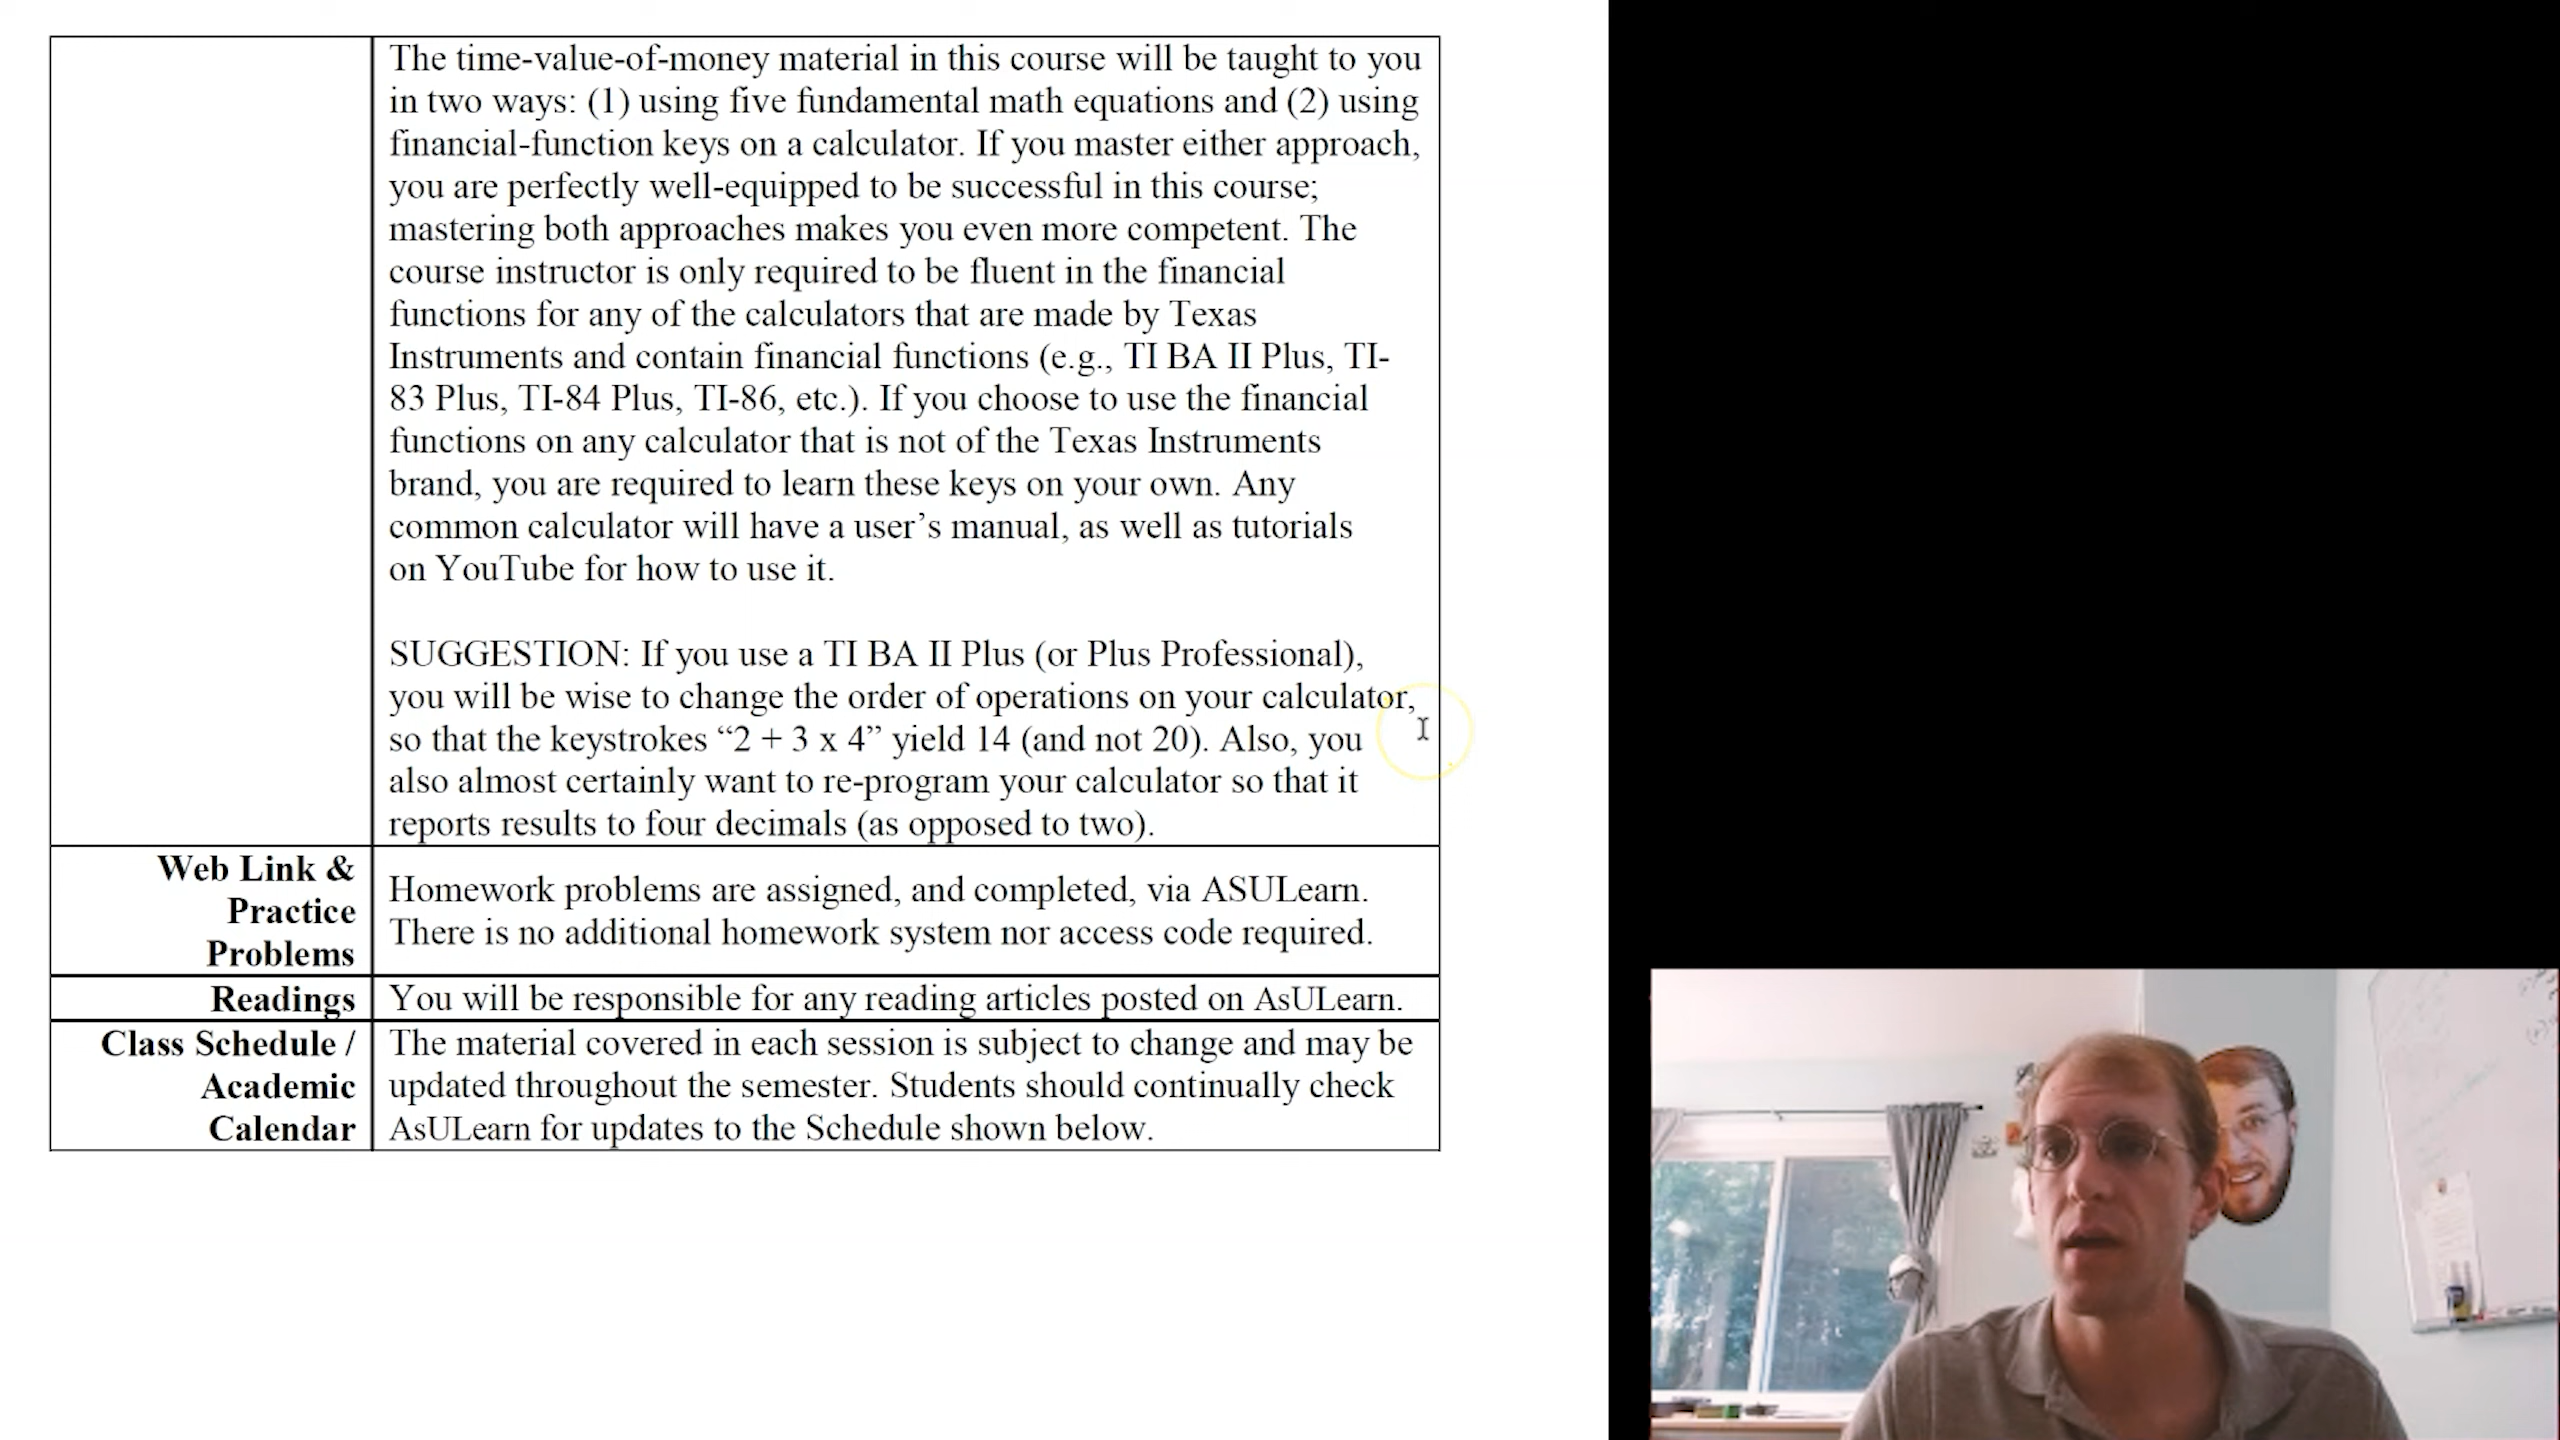 The time-value-of-money material in this course will be taught to you
in two ways: (1) using five fundamental math equations and (2) using
financial-function keys on a calculator. If you master either approach,
you are perfectly well-equipped to be successful in this course;
mastering both approaches makes you even more competent. The
course instructor is only required to be fluent in the financial
functions for any of the calculators that are made by Texas
Instruments and contain financial functions (e.g., TI BA II Plus, TI-
83 Plus, TI-84 Plus, TI-86, etc.). If you choose to use the financial
functions on any calculator that is not of the Texas Instruments
brand, you are required to learn these keys on your own. Any
common calculator will have a user’s manual, as well as tutorials
on YouTube for how to use it.
SUGGESTION: If you use a TI BA II Plus (or Plus Professional),
you will be wise to change the order of operations on your calculator,
so that the keystrokes “2 + 3 x 4” yield 14 (and not 20). Also, you
also almost certainly want to re-program your calculator so that it
reports results to four decimals (as opposed to two).
Web Link &
Practice
Problems
Homework problems are assigned, and completed, via ASULearn.
There is no additional homework system nor access code required.
Readings
You will be responsible for any reading articles posted on AsULearn.
Class Schedule /
Academic
Calendar
The material covered in each session is subject to change and may be
updated throughout the semester. Students should continually check
AsULearn for updates to the Schedule shown below.